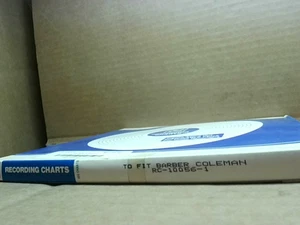 RECORDING CHARTS
TO FIT BARBER COLEMAN
RC-10056-1